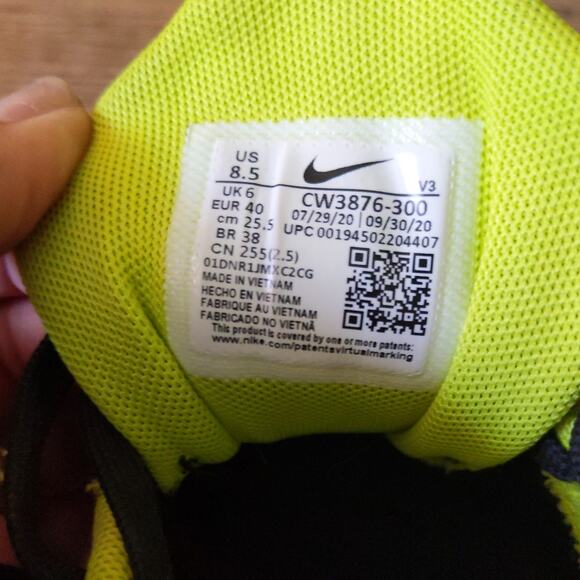 US
8.5
UK 6
EUR 40
cm 25.5
BR 38
CN 255(2.5)
V3
CW3876-300
07/29/20 | 09/30/20
UPC 00194502204407
01DNR1JMXC2CG
MADE IN VIETNAM
HECHO EN VIETNAM
FABRIQUE AU VIETNAM
FABRICADO NO VIETNÃ
This product is covered by one or more patents:
www.nike.com/patentsvirtualmarking